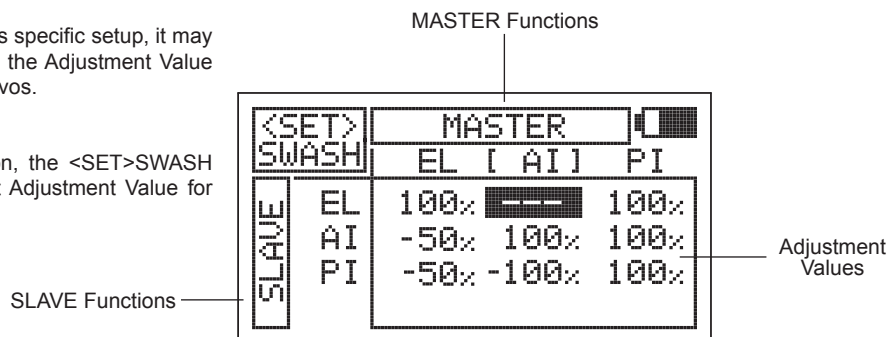 MASTER Functions
s specific setup, it may
the Adjustment Value
vos.
on, the <SET>SWASH
t Adjustment Value for
<SET> MASTER
SWASH EL [ AI ] PI
SLAVE
EL 100% --- 100%
AI -50% 100% 100%
PI -50% -100% 100%
Adjustment
Values
SLAVE Functions